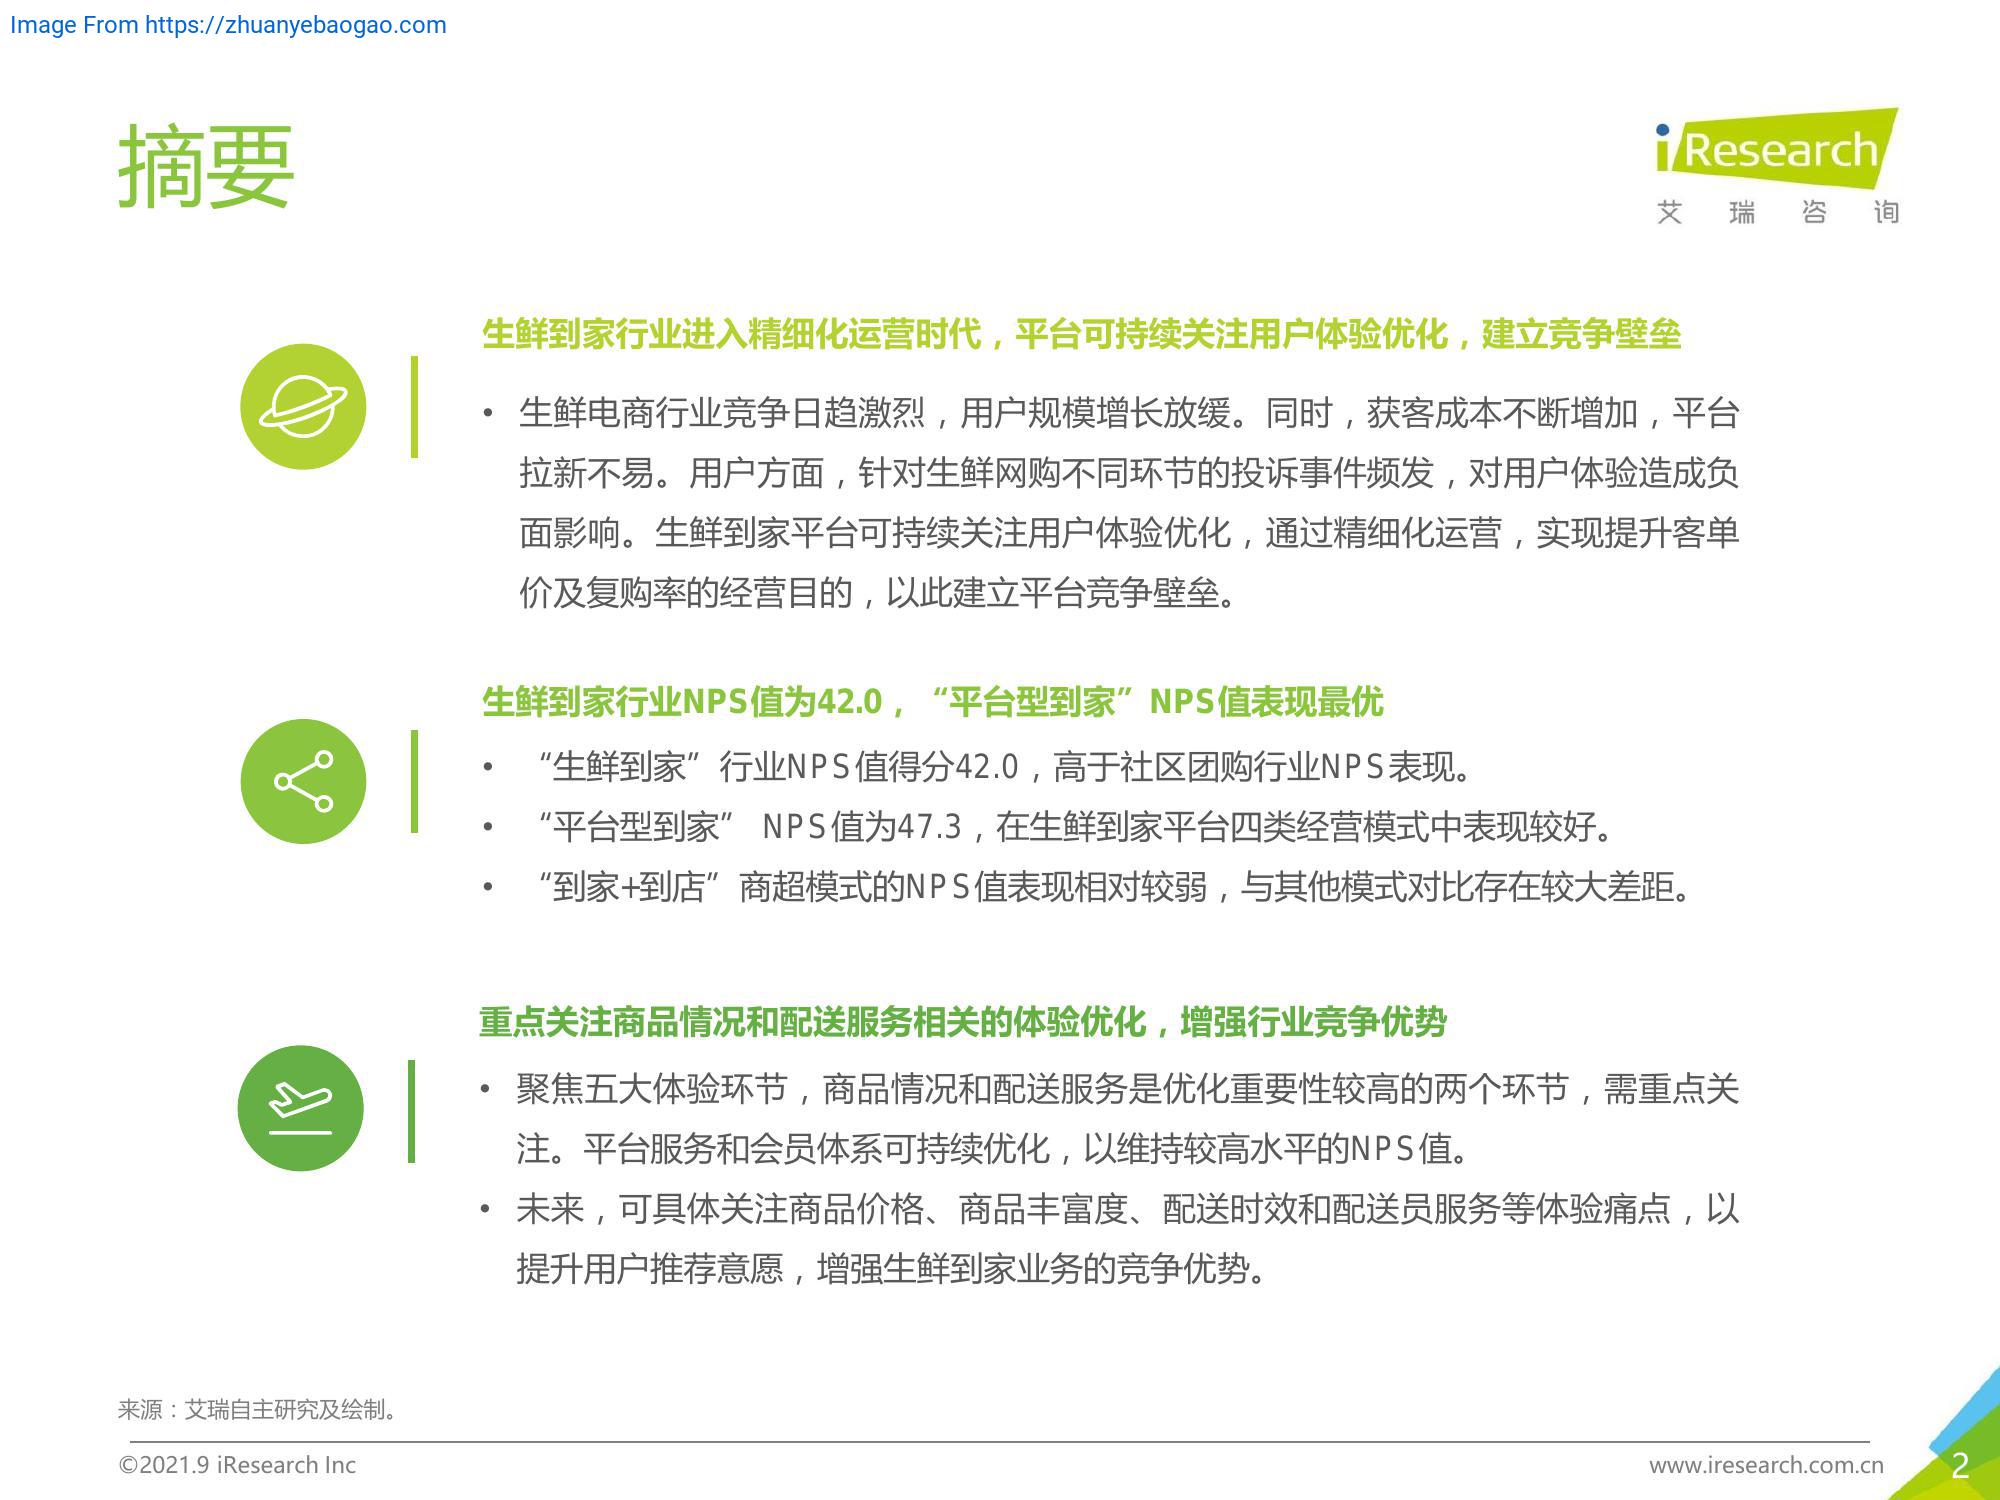 Image From https://zhuanyebaogao.com
摘要
iResearch
艾瑞咨询
生鲜到家行业进入精细化运营时代，平台可持续关注用户体验优化，建立竞争壁垒
• 生鲜电商行业竞争日趋激烈，用户规模增长放缓。同时，获客成本不断增加，平台
拉新不易。用户方面，针对生鲜网购不同环节的投诉事件频发，对用户体验造成负
面影响。生鲜到家平台可持续关注用户体验优化，通过精细化运营，实现提升客单
价及复购率的经营目的，以此建立平台竞争壁垒。
生鲜到家行业NPS值为42.0，“平台型到家”NPS值表现最优
• “生鲜到家”行业NPS值得分42.0，高于社区团购行业NPS表现。
• “平台型到家” NPS值为47.3，在生鲜到家平台四类经营模式中表现较好。
• “到家+到店”商超模式的NPS值表现相对较弱，与其他模式对比存在较大差距。
重点关注商品情况和配送服务相关的体验优化，增强行业竞争优势
• 聚焦五大体验环节，商品情况和配送服务是优化重要性较高的两个环节，需重点关
注。平台服务和会员体系可持续优化，以维持较高水平的NPS值。
• 未来，可具体关注商品价格、商品丰富度、配送时效和配送员服务等体验痛点，以
提升用户推荐意愿，增强生鲜到家业务的竞争优势。
来源：艾瑞自主研究及绘制。
©2021.9 iResearch Inc
www.iresearch.com.cn
2